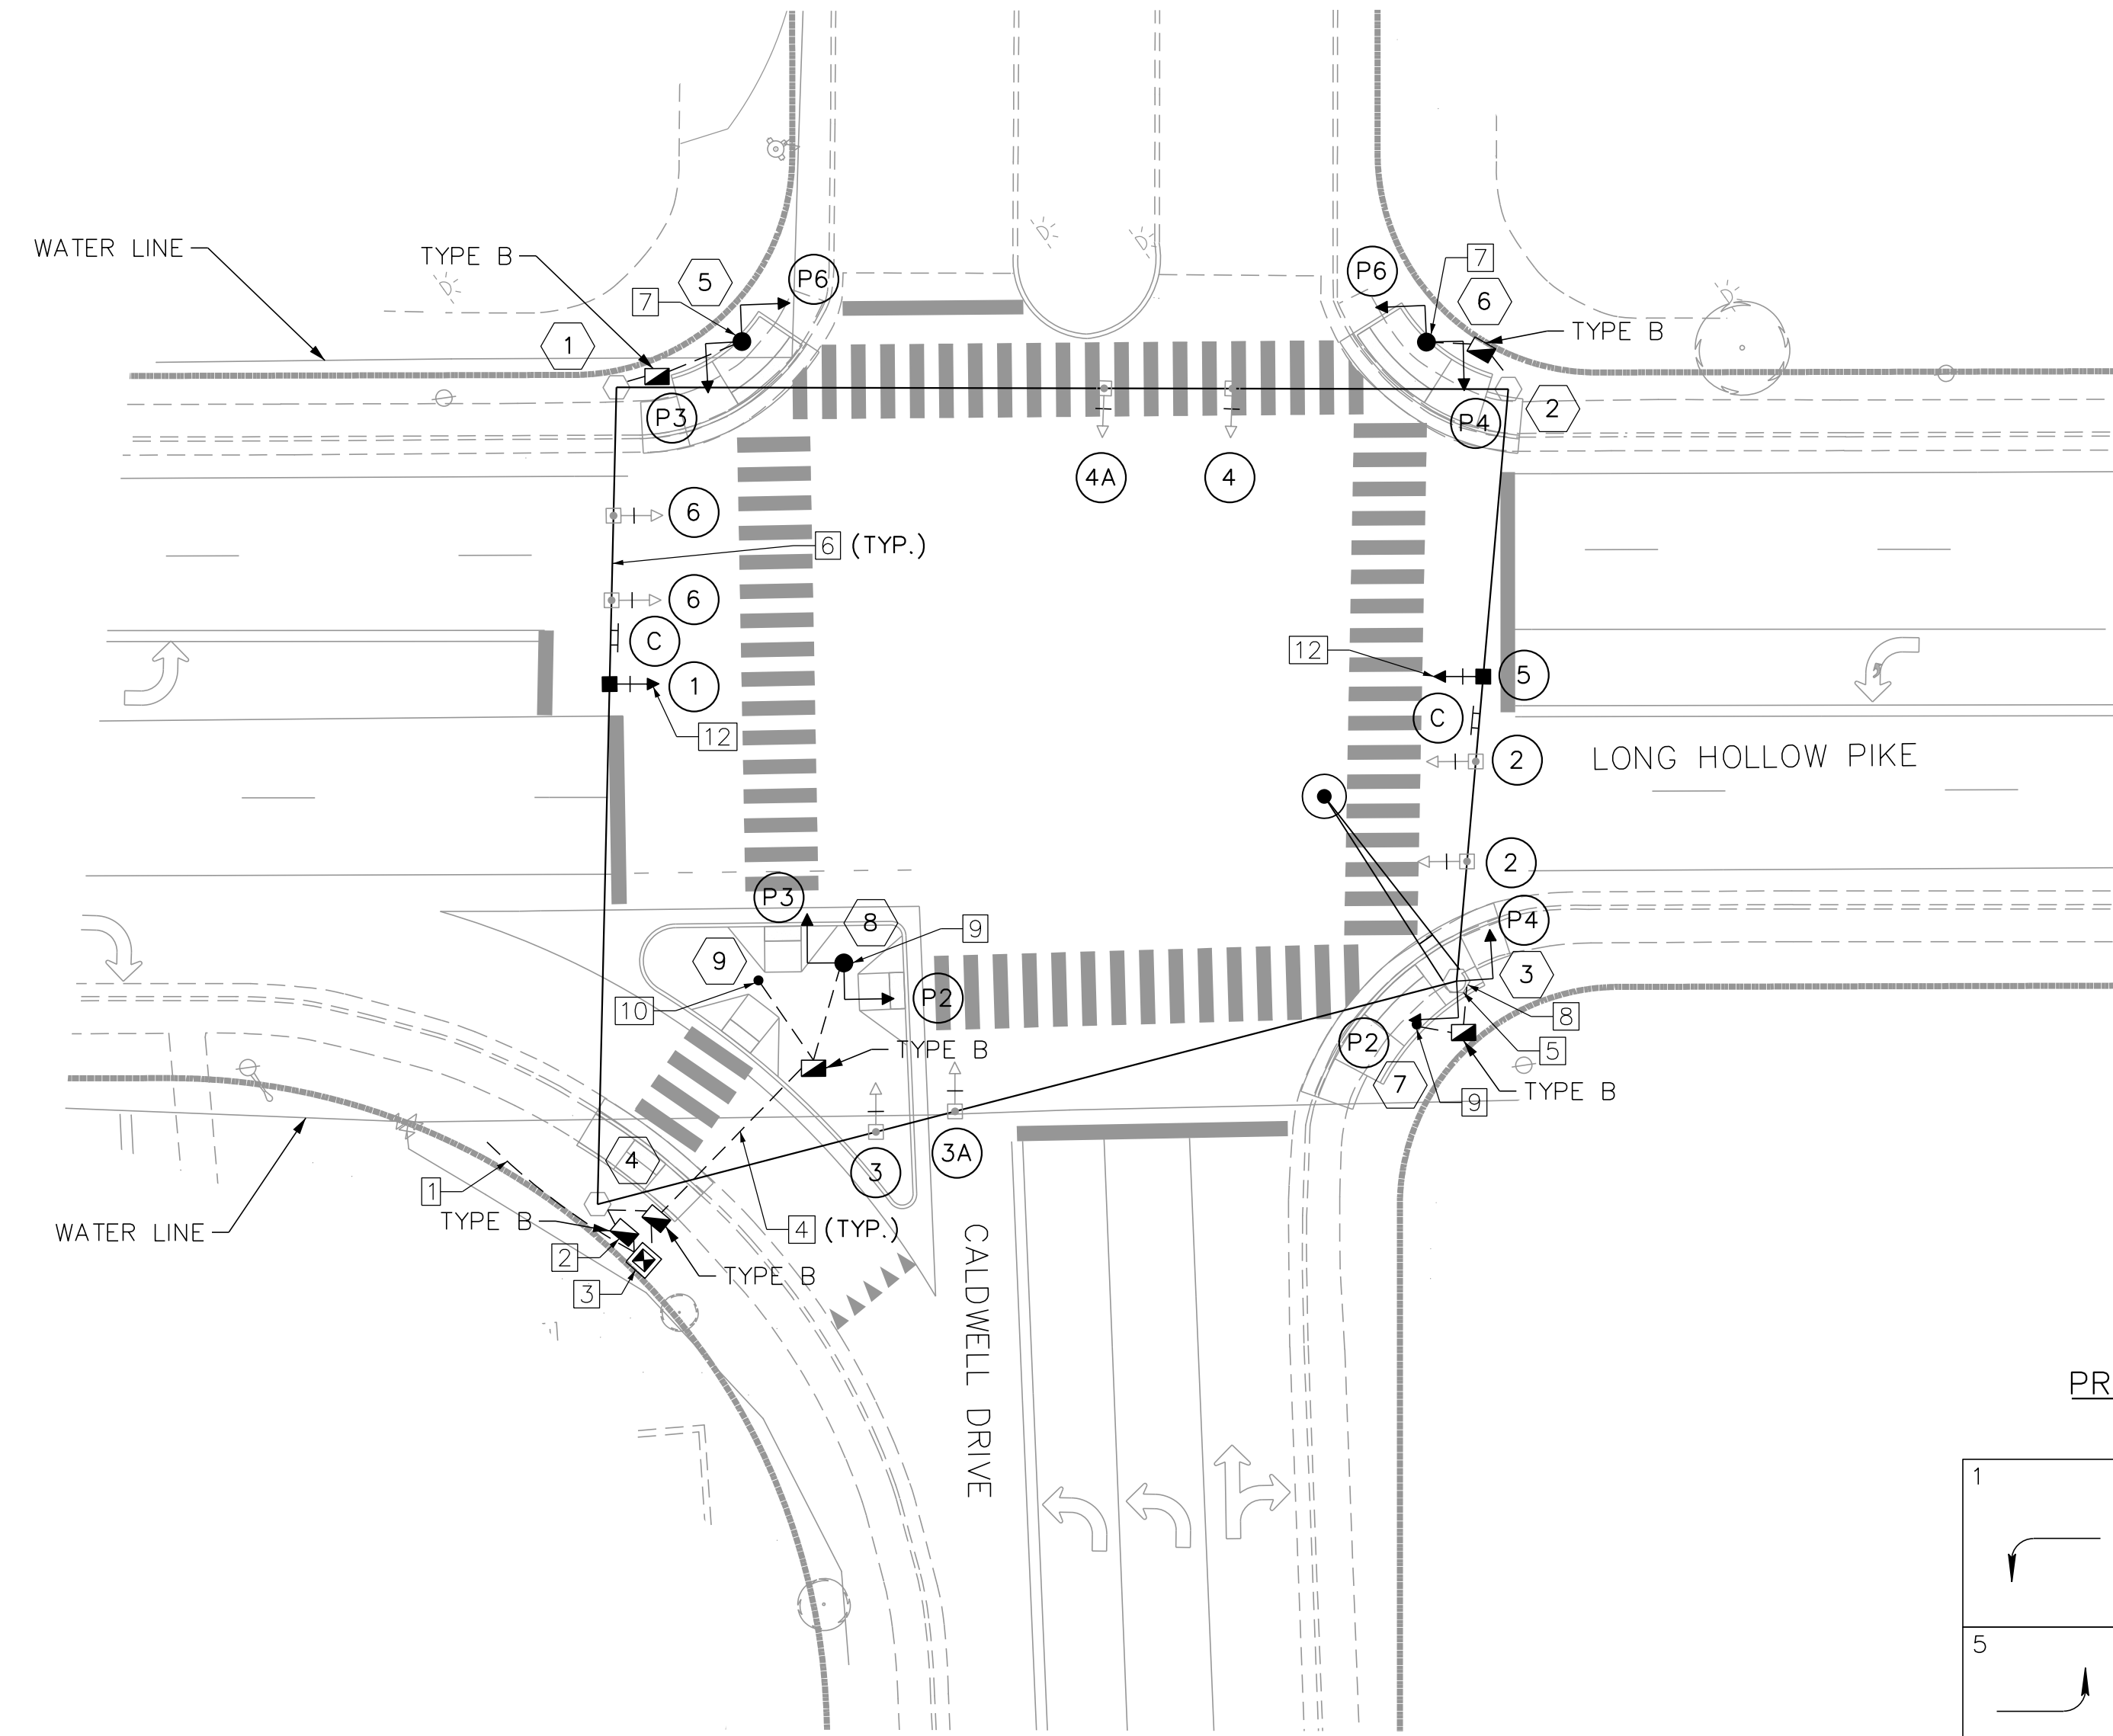 WATER LINE
TYPE B
5
P6
7
1
P3
P6
7
6
TYPE B
P4
2
4A
4
6
6 (TYP.)
6
C
1
12
12
5
C
2
LONG HOLLOW PIKE
2
P3
8
9
9
P2
10
TYPE B
P4
3
8
P2
5
7
TYPE B
9
4
3
3A
1
TYPE B
WATER LINE
4 (TYP.)
2
TYPE B
3
CALDWELL DRIVE
PR
1
5